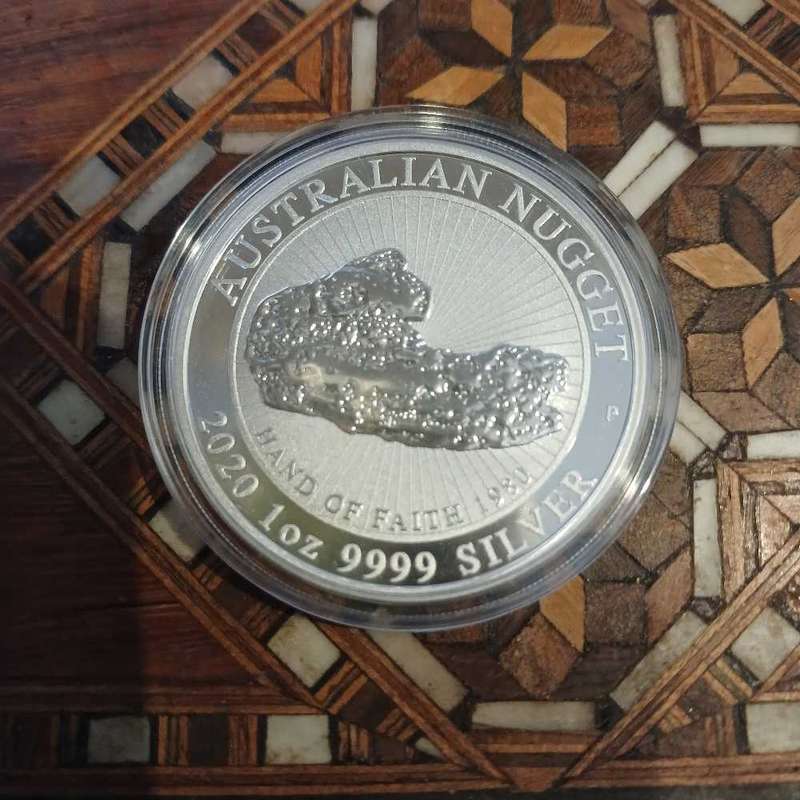 AUSTRALIAN NUGGET
P
HAND OF FAITH 1980
2020 1oz 9999 SILVER